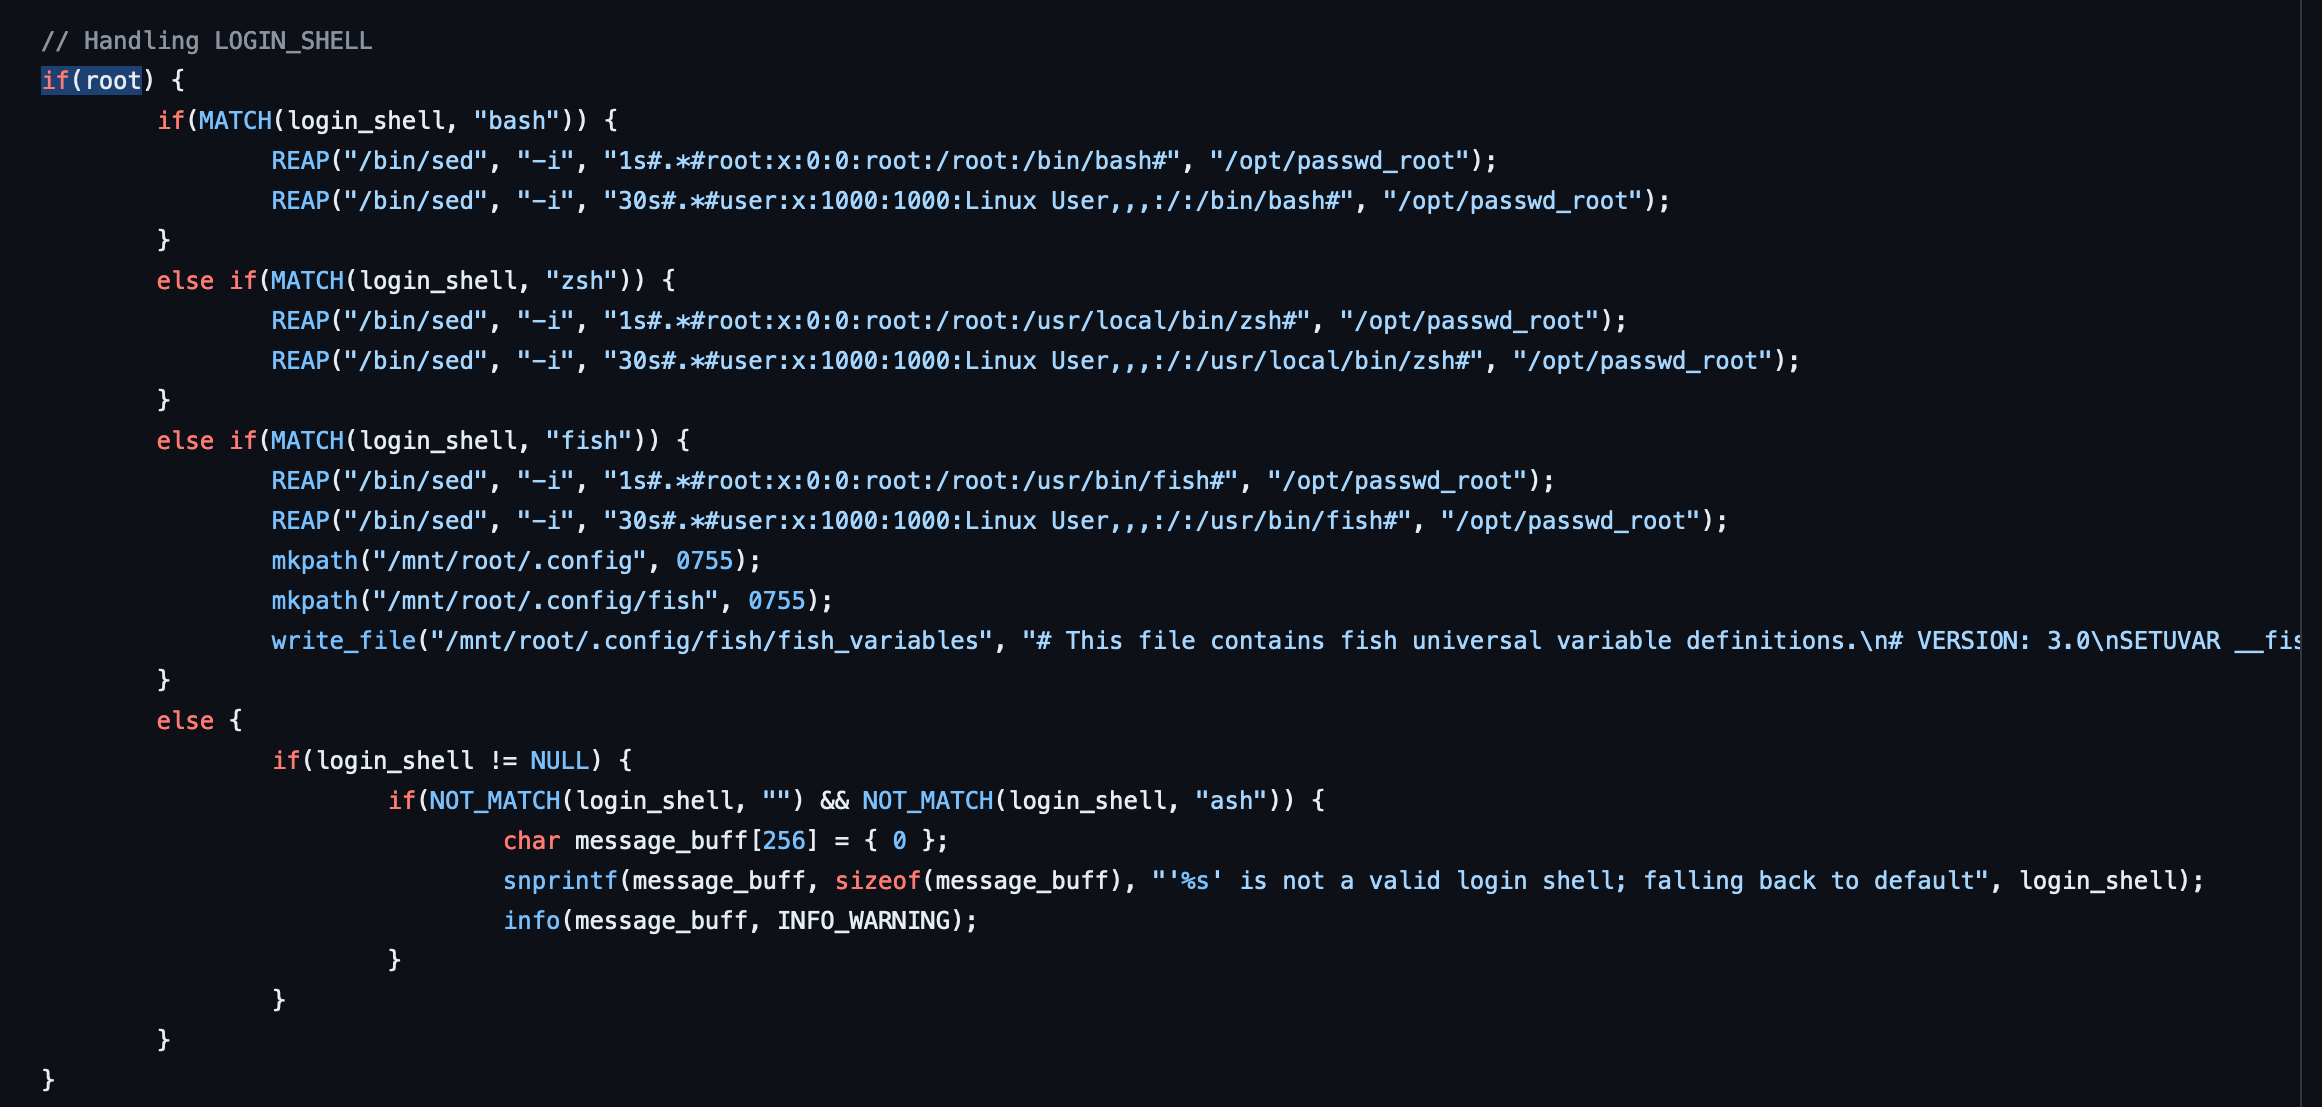 // Handling LOGIN_SHELL
if(root) {
if(MATCH(login_shell, "bash")) {
REAP("/bin/sed", "-i", "1s#.*#root:x:0:0:root:/root:/bin/bash#", "/opt/passwd_root");
REAP("/bin/sed", "-i", "30s#.*#user:x:1000:1000:Linux User,,,:/:/bin/bash#", "/opt/passwd_root");
}
else if(MATCH(login_shell, "zsh")) {
REAP("/bin/sed", "-i", "1s#.*#root:x:0:0:root:/root:/usr/local/bin/zsh#", "/opt/passwd_root");
REAP("/bin/sed", "-i", "30s#.*#user:x:1000:1000:Linux User,,,:/:/usr/local/bin/zsh#", "/opt/passwd_root");
}
else if(MATCH(login_shell, "fish")) {
REAP("/bin/sed", "-i", "1s#.*#root:x:0:0:root:/root:/usr/bin/fish#", "/opt/passwd_root");
REAP("/bin/sed", "-i", "30s#.*#user:x:1000:1000:Linux User,,,:/:/usr/bin/fish#", "/opt/passwd_root");
mkpath("/mnt/root/.config", 0755);
mkpath("/mnt/root/.config/fish", 0755);
write_file("/mnt/root/.config/fish/fish_variables", "# This file contains fish universal variable definitions.\n# VERSION: 3.0\nSETUVAR __fis
}
else {
if(login_shell != NULL) {
if(NOT_MATCH(login_shell, "") && NOT_MATCH(login_shell, "ash")) {
char message_buff[256] = { 0 };
snprintf(message_buff, sizeof(message_buff), "'%s' is not a valid login shell; falling back to default", login_shell);
info(message_buff, INFO_WARNING);
}
}
}
}